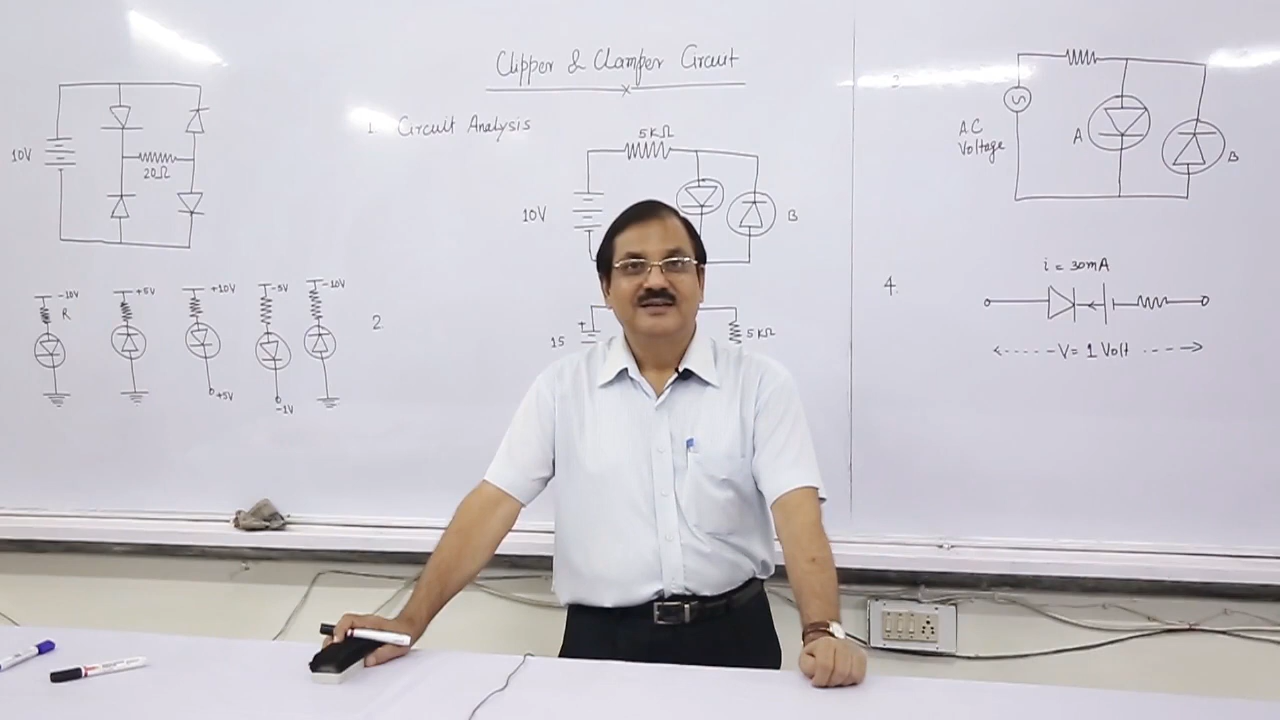 Clipper & Clamper Circuit
1. Circuit Analysis
10V
20Ω
-10V
R
+5V
+10V
+5V
-5V
-1V
-10V
5KΩ
10V
B
2
15
5KΩ
3
AC
Voltage
A
B
4.
i = 30mA
V = 1 Volt